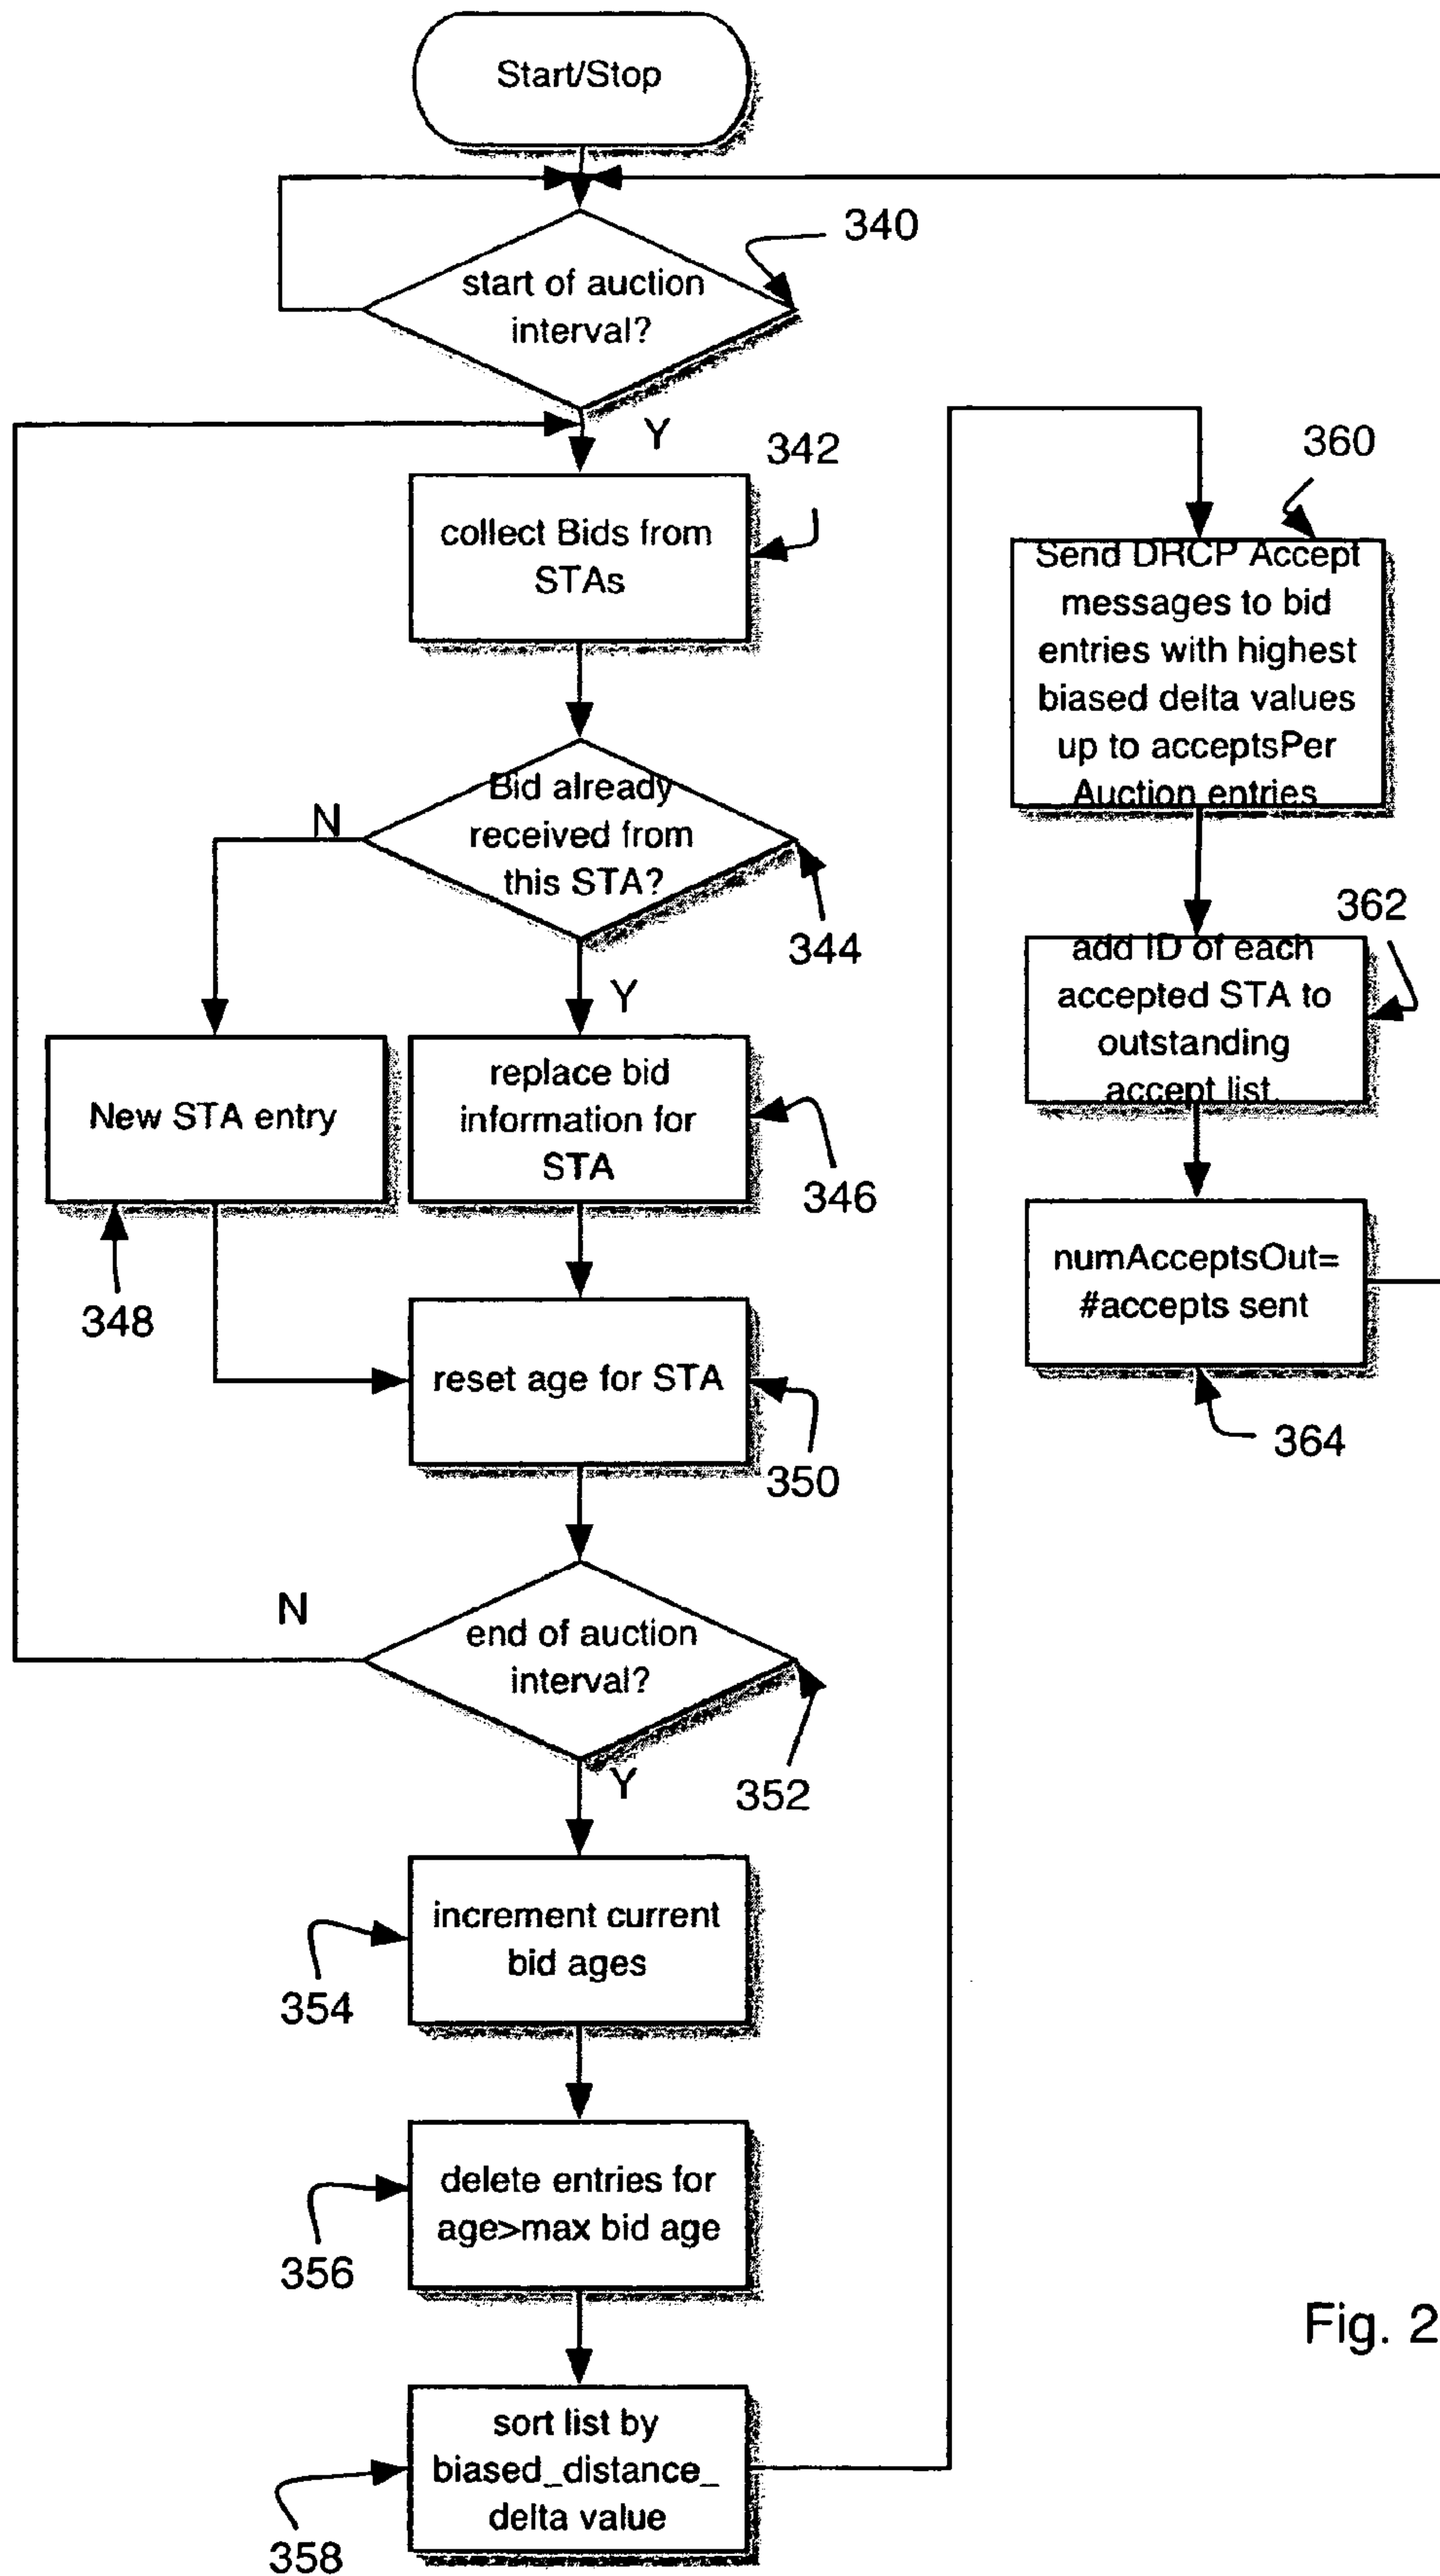 Start/Stop
340
start of auction
interval?
Y
342
collect Bids from
STAs
Bid already
received from
this STA?
N
344
Y
New STA entry
348
replace bid
information for
STA
346
reset age for STA
350
N
end of auction
interval?
352
Y
increment current
bid ages
354
delete entries for
age>max bid age
356
sort list by
biased_distance_
delta value
358
360
Send DRCP Accept
messages to bid
entries with highest
biased delta values
up to acceptsPer
Auction entries
362
add ID of each
accepted STA to
outstanding
accept list.
numAcceptsOut=
#accepts sent
364
Fig. 2